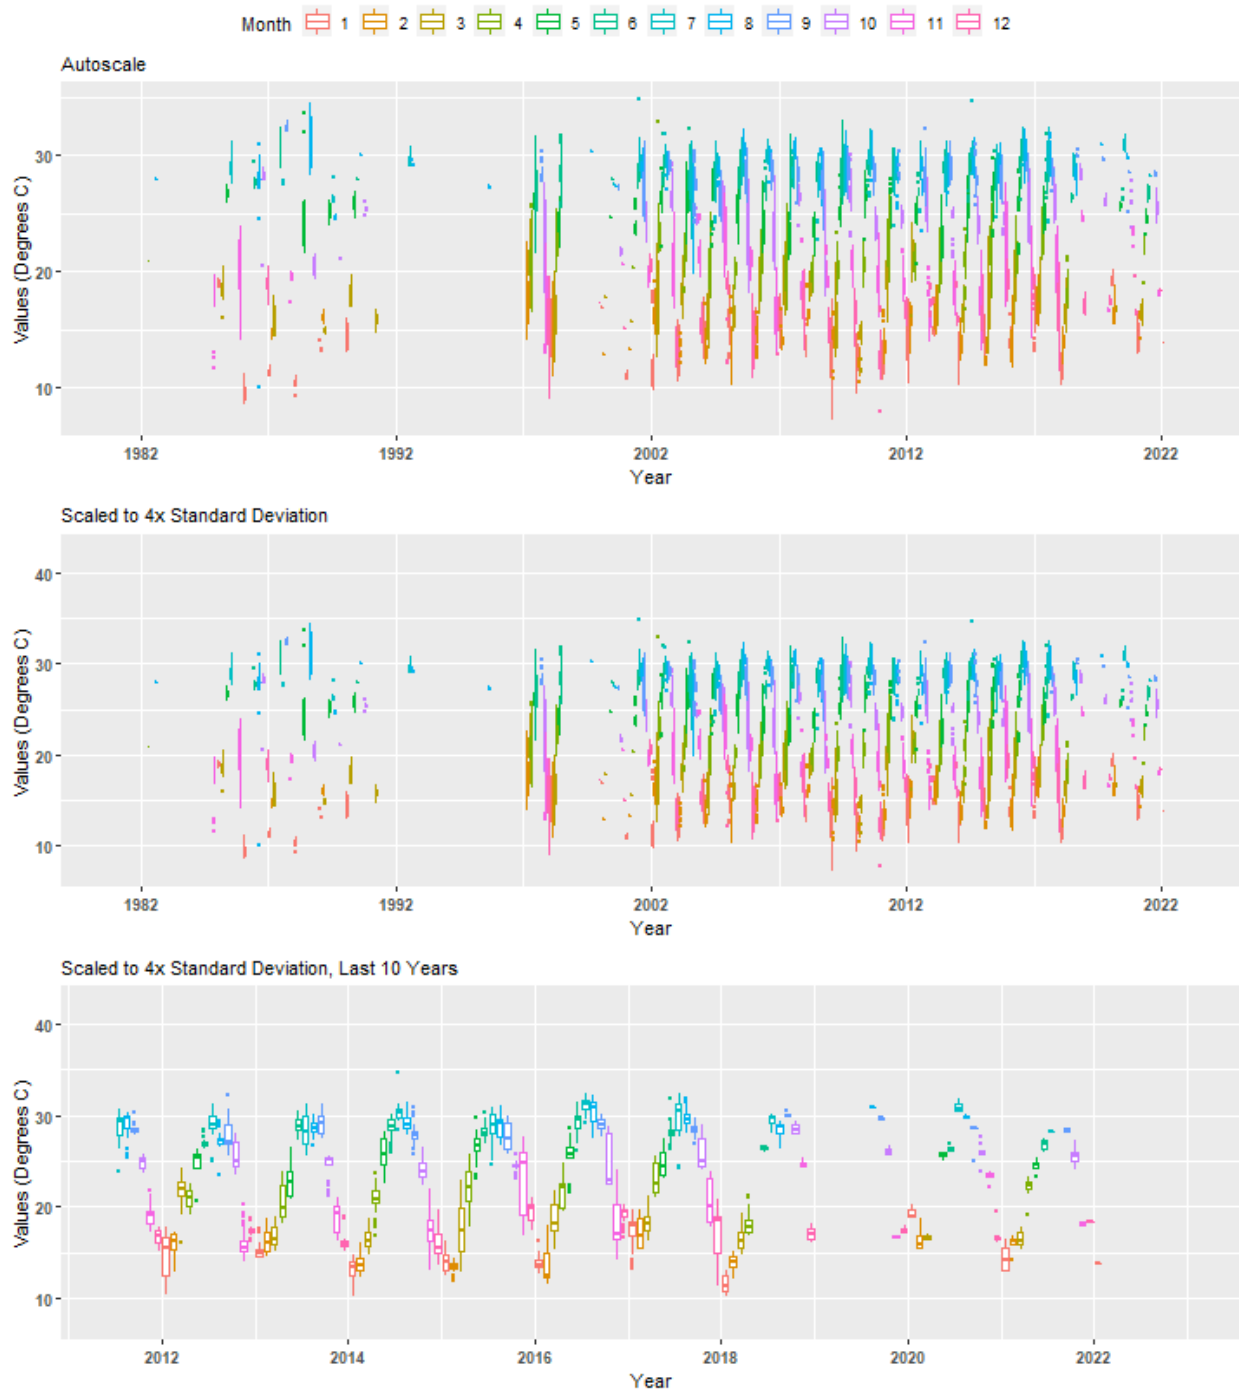 Month 1 2 3 4 5 6 7 8 9 10 11 12
Autoscale
Values (Degrees C)
30
20
10
1982 1992 2002 2012 2022
Year
Scaled to 4x Standard Deviation
Values (Degrees C)
40
30
20
10
1982 1992 2002 2012 2022
Year
Scaled to 4x Standard Deviation, Last 10 Years
Values (Degrees C)
40
30
20
10
2012 2014 2016 2018 2020 2022
Year